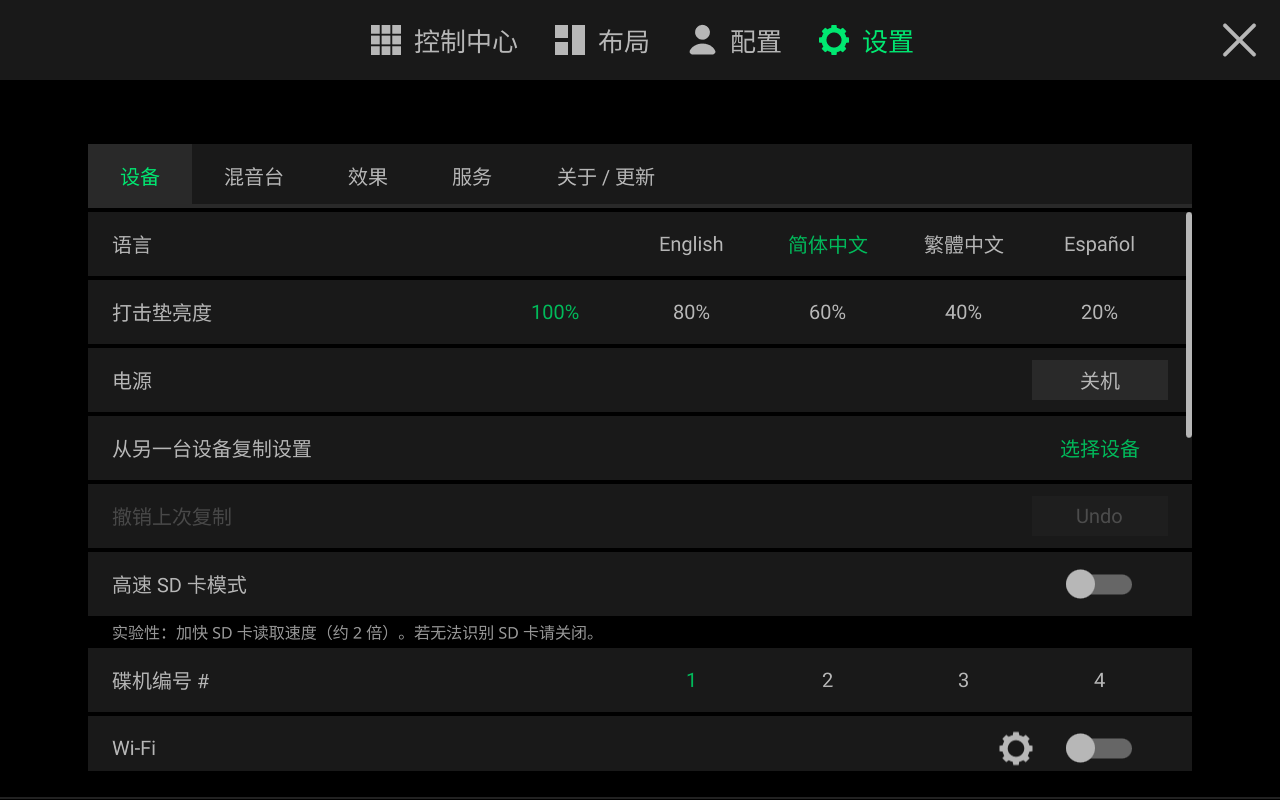 控制中心 布局 配置 设置
设备 混音台 效果 服务 关于 / 更新
语言 English 简体中文 繁體中文 Español
打击垫亮度 100% 80% 60% 40% 20%
电源 关机
从另一台设备复制设置 选择设备
撤销上次复制 Undo
高速 SD 卡模式
实验性：加快 SD 卡读取速度（约 2 倍）。若无法识别 SD 卡请关闭。
碟机编号 # 1 2 3 4
Wi-Fi